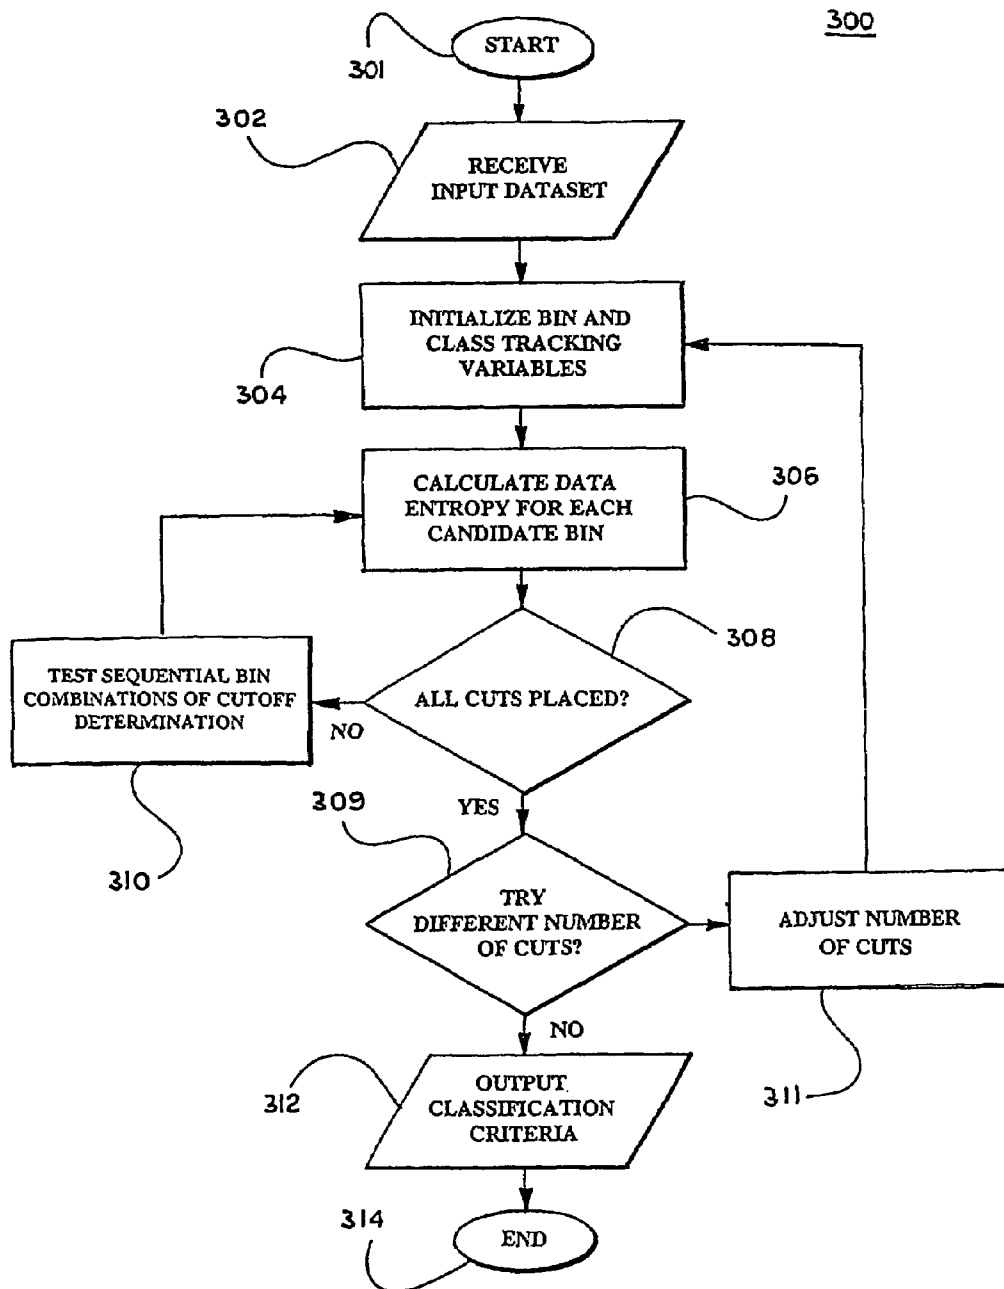 300
START
301
302
RECEIVE
INPUT DATASET
INITIALIZE BIN AND
CLASS TRACKING
VARIABLES
304
CALCULATE DATA
ENTROPY FOR EACH
CANDIDATE BIN
306
308
ALL CUTS PLACED?
TEST SEQUENTIAL BIN
COMBINATIONS OF CUTOFF
DETERMINATION
NO
310
YES
309
TRY
DIFFERENT NUMBER
OF CUTS?
ADJUST NUMBER
OF CUTS
311
NO
312
OUTPUT
CLASSIFICATION
CRITERIA
314
END